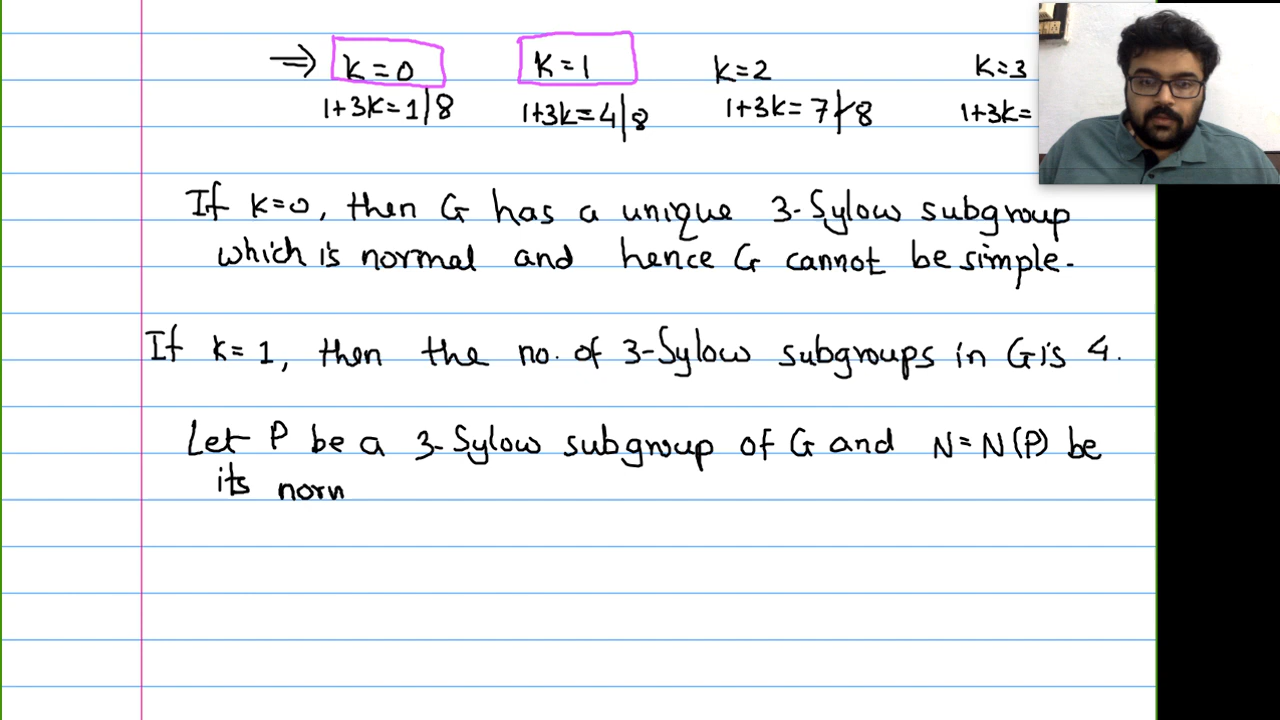 ⇒ k=0 k=1 k=2 k=3
1+3k=1|8 1+3k=4|8 1+3k=7∤8 1+3k=
If k=0, then G has a unique 3-Sylow subgroup
which is normal and hence G cannot be simple.
If k=1, then the no. of 3-Sylow subgroups in G is 4.
Let P be a 3-Sylow subgroup of G and N=N(P) be
its norm